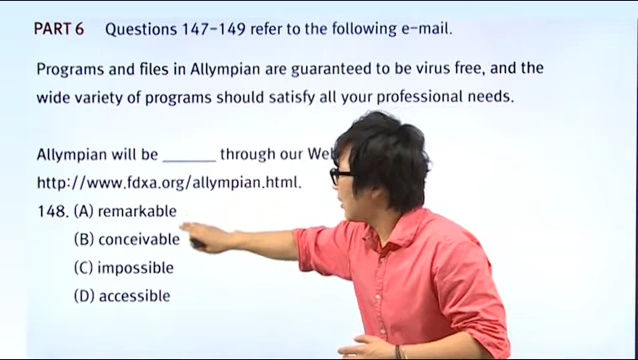 PART 6 Questions 147-149 refer to the following e-mail.
Programs and files in Allympian are guaranteed to be virus free, and the
wide variety of programs should satisfy all your professional needs.
Allympian will be ______ through our We
http://www.fdxa.org/allympian.html.
148. (A) remarkable
(B) conceivable
(C) impossible
(D) accessible